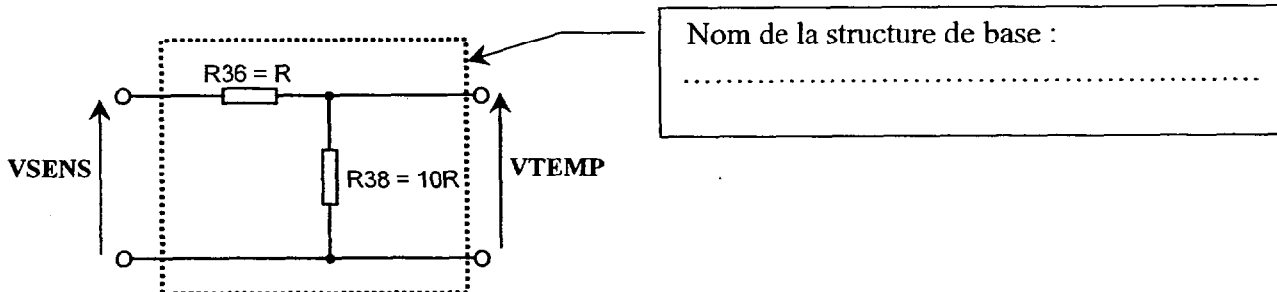 Nom de la structure de base :
................................................................
R36 = R
VSENS
R38 = 10R
VTEMP